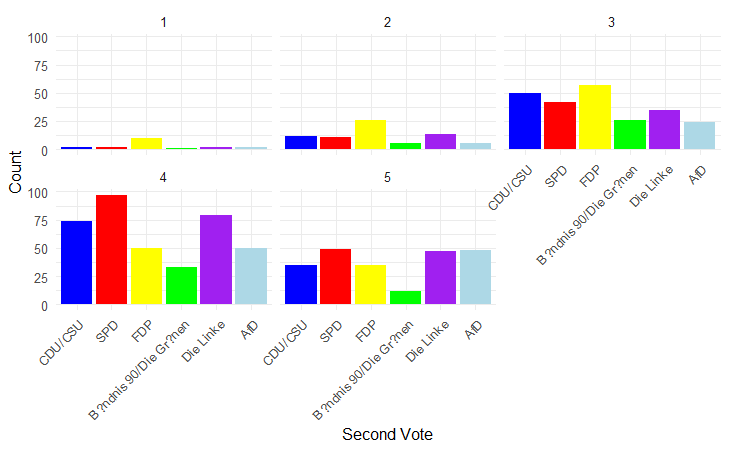 1
2
3
100
75
50
25
0
Count
4
5
100
75
50
25
0
CDU/CSU
SPD
FDP
B?ndnis 90/Die Gr?nen
Die Linke
AfD
CDU/CSU
SPD
FDP
B?ndnis 90/Die Gr?nen
Die Linke
AfD
CDU/CSU
SPD
FDP
B?ndnis 90/Die Gr?nen
Die Linke
AfD
Second Vote